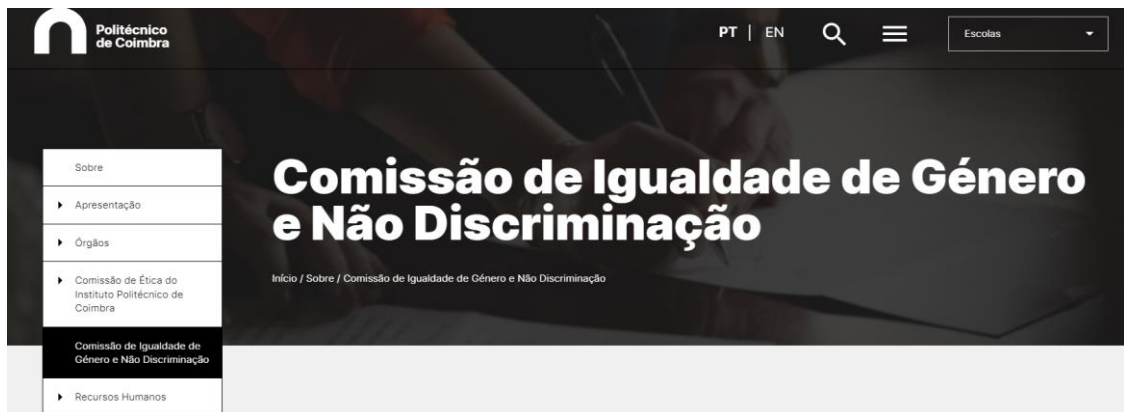 Politécnico
de Coimbra
PT | EN
Escolas
Sobre
Apresentação
Órgãos
Comissão de Ética do
Instituto Politécnico de
Coimbra
Comissão de Igualdade de
Género e Não Discriminação
Recursos Humanos
Comissão de Igualdade de Género
e Não Discriminação
Início / Sobre / Comissão de Igualdade de Género e Não Discriminação